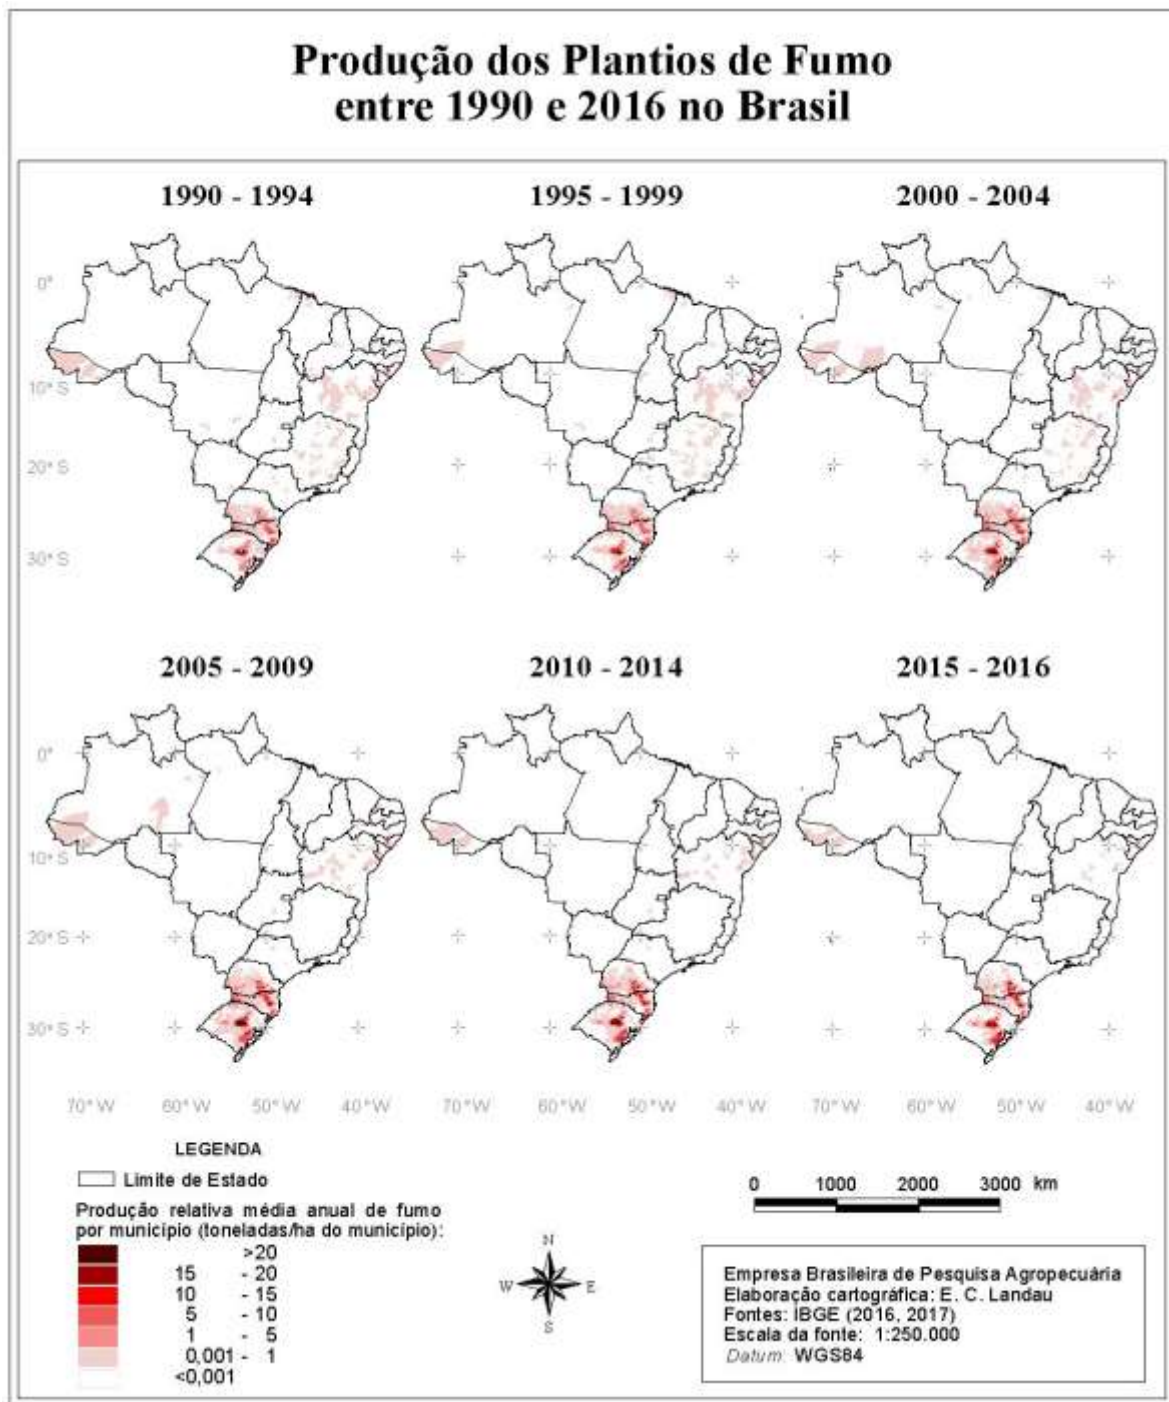 Produção dos Plantios de Fumo
entre 1990 e 2016 no Brasil
1990 - 1994
1995 - 1999
2000 - 2004
0°
10° S
20° S
30° S
2005 - 2009
2010 - 2014
2015 - 2016
0°
10° S
20° S
30° S
70° W 60° W 50° W 40° W 70° W 60° W 50° W 40° W 70° W 60° W 50° W 40° W
LEGENDA
Limite de Estado
Produção relativa média anual de fumo
por município (toneladas/ha do município):
>20
15 - 20
10 - 15
5 - 10
1 - 5
0,001 - 1
<0,001
N
W E
S
0 1000 2000 3000 km
Empresa Brasileira de Pesquisa Agropecuária
Elaboração cartográfica: E. C. Landau
Fontes: IBGE (2016, 2017)
Escala da fonte: 1:250.000
Datum: WGS84